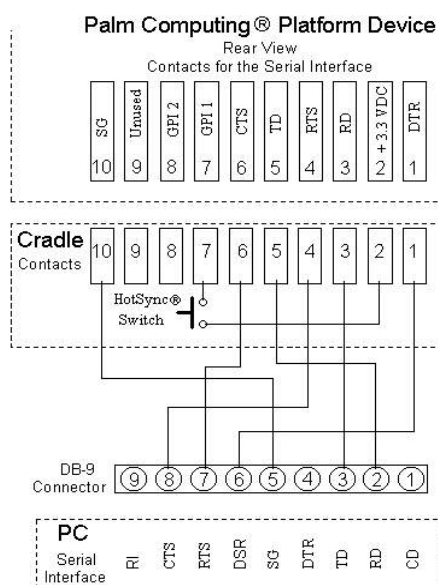 Palm Computing® Platform Device
Rear View
Contacts for the Serial Interface
SG Unused GPI 2 GPI 1 CTS TD RTS RD +3.3 VDC DTR
10 9 8 7 6 5 4 3 2 1
Cradle
Contacts
10 9 8 7 6 5 4 3 2 1
HotSync®
Switch
DB-9
Connector
9 8 7 6 5 4 3 2 1
PC
Serial
Interface
RI CTS RTS DSR SG DTR TD RD CD